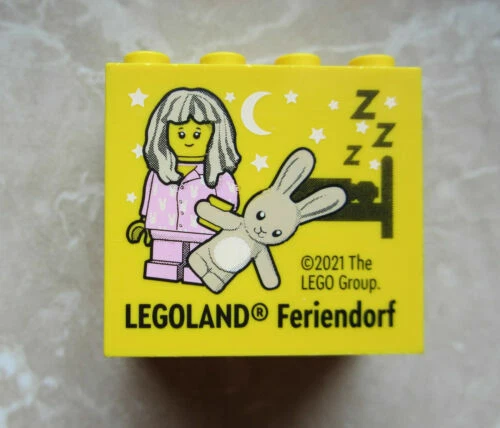 Z
Z
Z
©2021 The
LEGO Group.
LEGOLAND® Feriendorf